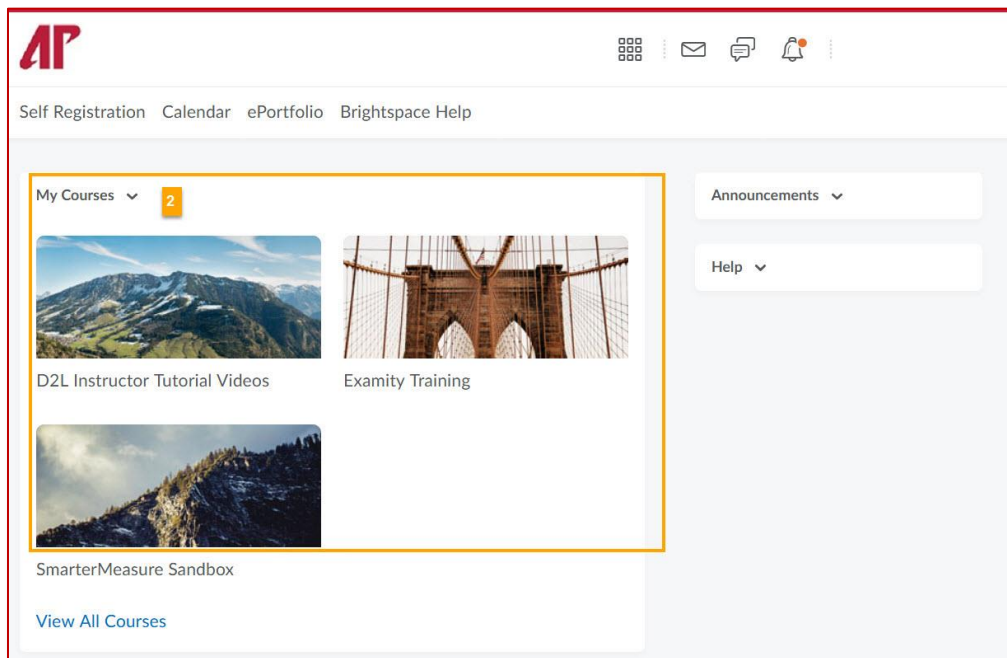 AP
Self Registration Calendar ePortfolio Brightspace Help
My Courses
2
D2L Instructor Tutorial Videos
Examity Training
SmarterMeasure Sandbox
View All Courses
Announcements
Help